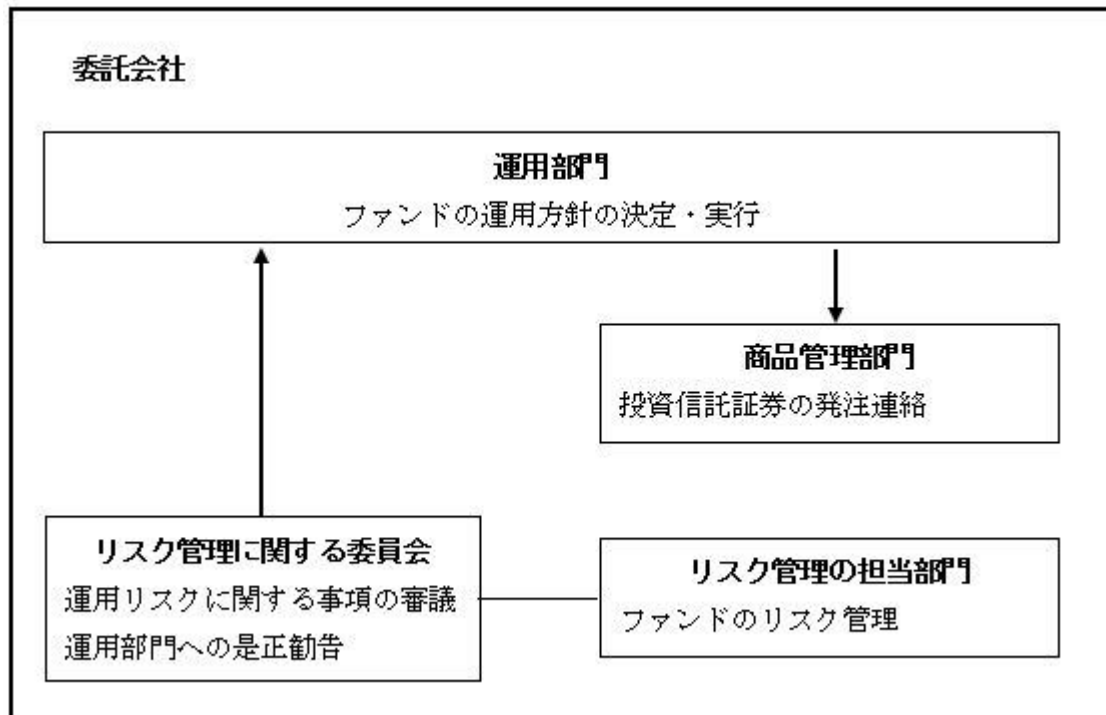 委託会社
運用部門
ファンドの運用方針の決定・実行
商品管理部門
投資信託証券の発注連絡
リスク管理に関する委員会
運用リスクに関する事項の審議
運用部門への是正勧告
リスク管理の担当部門
ファンドのリスク管理